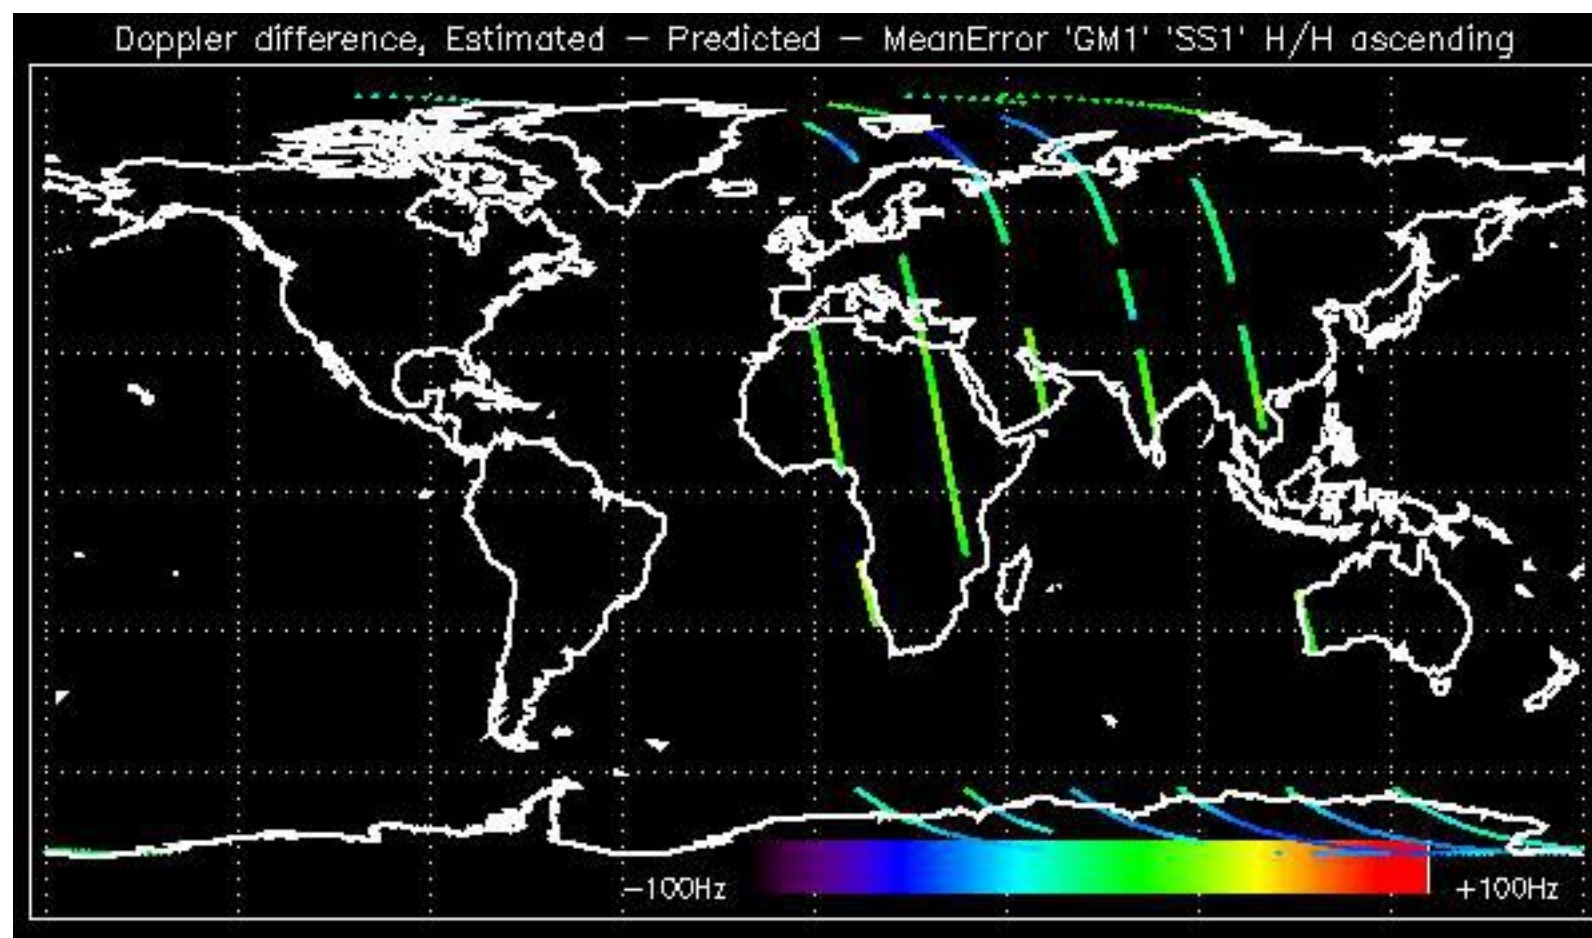 Doppler difference, Estimated – Predicted – MeanError 'GM1' 'SS1' H/H ascending
−100Hz
+100Hz